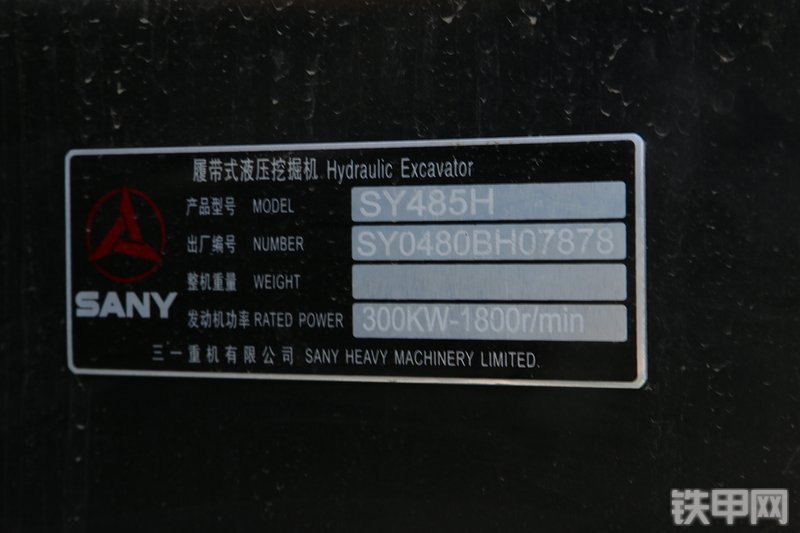 履带式液压挖掘机 Hydraulic Excavator
产品型号 MODEL SY485H
出厂编号 NUMBER SY0480BH07878
整机重量 WEIGHT
SANY
发动机功率 RATED POWER 300KW-1800r/min
三一重机有限公司 SANY HEAVY MACHINERY LIMITED.
铁甲网